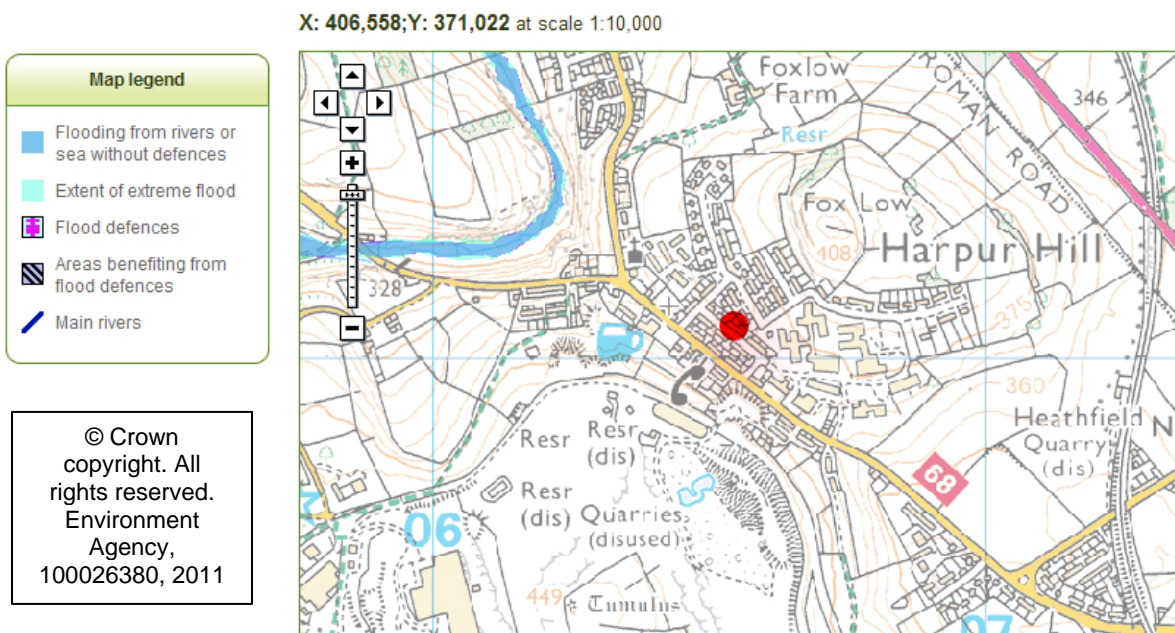 X: 406,558;Y: 371,022 at scale 1:10,000
Map legend
Flooding from rivers or
sea without defences
Extent of extreme flood
Flood defences
Areas benefiting from
flood defences
Main rivers
© Crown
copyright. All
rights reserved.
Environment
Agency,
100026380, 2011
Foxlow
Farm
ROMAN ROAD
346
Resr
Fox Low
408
Harpur Hill
328
375
360
Heathfield
Quarry
(dis)
N
68
Resr
Resr
(dis)
Resr
(dis)
Quarries
(disused)
06
449
Tumulus
07